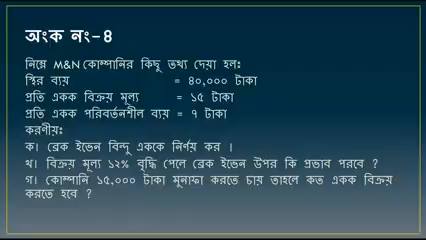 অংক নং-৪
নিম্নে M&N কোম্পানির কিছু তথ্য দেয়া হল:
স্থির ব্যয় = ৪০,০০০ টাকা
প্রতি একক বিক্রয় মূল্য = ১৫ টাকা
প্রতি একক পরিবর্তনশীল ব্যয় = ৭ টাকা
করণীয়ঃ
ক। ব্রেক ইভেন বিন্দু এককে নির্ণয় কর ।
খ। বিক্রয় মূল্য ১২% বৃদ্ধি পেলে ব্রেক ইভেন উপর কি প্রভাব পরবে ?
গ। কোম্পানি ১৫,০০০ টাকা মুনাফা করতে চায় তাহলে কত একক বিক্রয়
করতে হবে ?